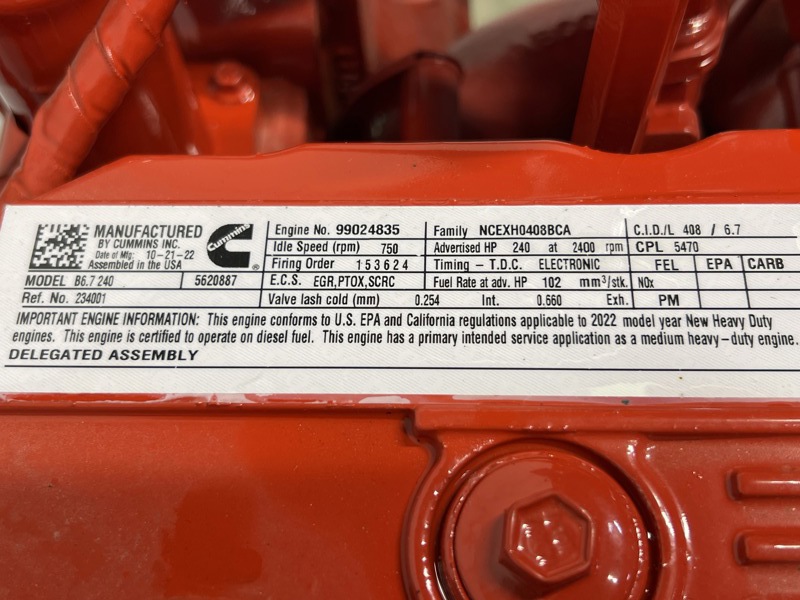 MANUFACTURED
BY CUMMINS INC.
Date of Mfg. 10-21-22
Assembled in the USA
Cummins
MODEL B6.7 240 5620887
Ref. No. 234001
Engine No. 99024835
Idle Speed (rpm) 750
Firing Order 1 5 3 6 2 4
E.C.S. EGR,PTOX,SCRC
Valve lash cold (mm) 0.254 Int. 0.660 Exh.
Family NCEXH0408BCA
Advertised HP 240 at 2400 rpm
Timing - T.D.C. ELECTRONIC
Fuel Rate at adv. HP 102 mm³/stk.
C.I.D./L 408 / 6.7
CPL 5470
FEL EPA CARB
NOx
PM
IMPORTANT ENGINE INFORMATION: This engine conforms to U.S. EPA and California regulations applicable to 2022 model year New Heavy Duty
engines. This engine is certified to operate on diesel fuel. This engine has a primary intended service application as a medium heavy-duty engine.
DELEGATED ASSEMBLY